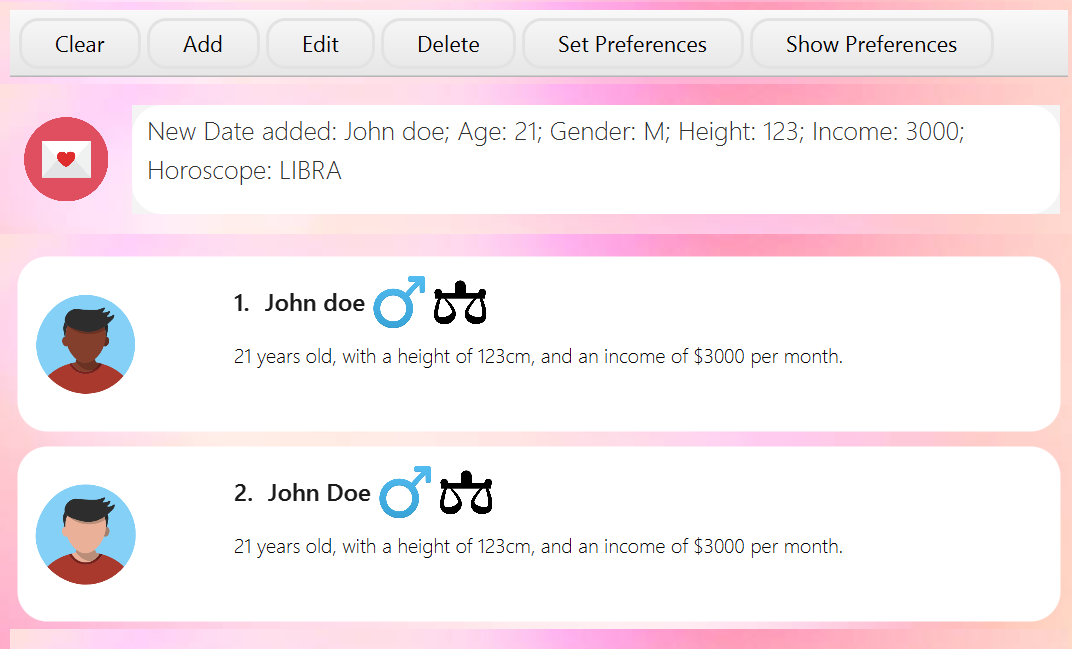 Clear Add Edit Delete Set Preferences Show Preferences
New Date added: John doe; Age: 21; Gender: M; Height: 123; Income: 3000;
Horoscope: LIBRA
1. John doe
21 years old, with a height of 123cm, and an income of $3000 per month.
2. John Doe
21 years old, with a height of 123cm, and an income of $3000 per month.